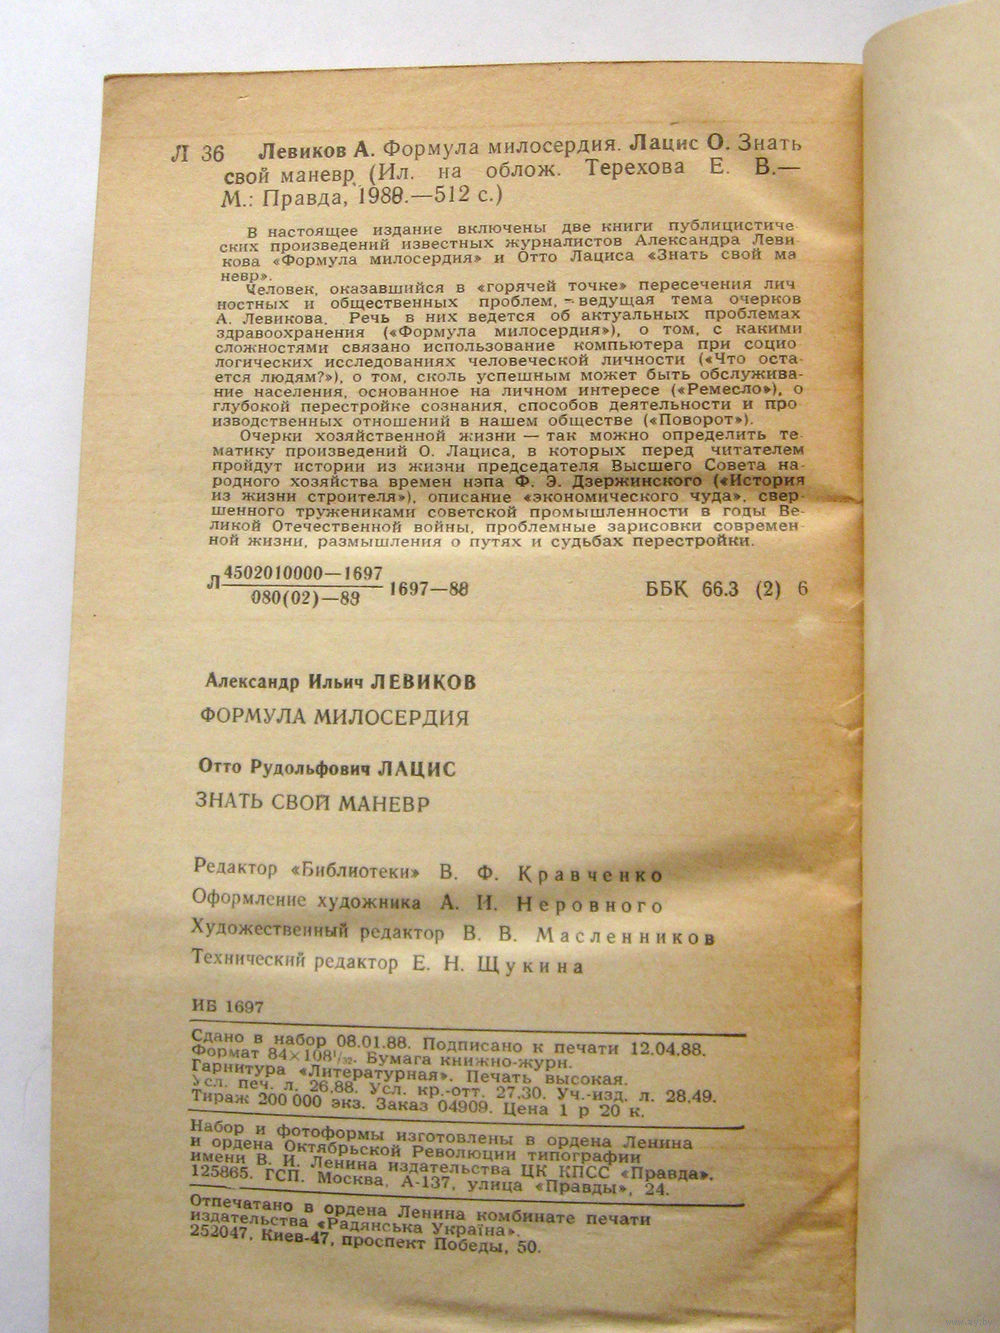 Л 36 Левиков А. Формула милосердия. Лацис О. Знать
свой маневр (Ил. на облож. Терехова Е. В.—
М.: Правда, 1988.—512 с.)
В настоящее издание включены две книги публицистиче
ских произведений известных журналистов Александра Леви
кова «Формула милосердия» и Отто Лациса «Знать свой ма
невр».
Человек, оказавшийся в «горячей точке» пересечения лич
ностных и общественных проблем, — ведущая тема очерков
А. Левикова. Речь в них ведется об актуальных проблемах
здравоохранения («Формула милосердия»), о том, с какими
сложностями связано использование компьютера при социо
логических исследованиях человеческой личности («Что оста-
ется людям?»), о том, сколь успешным может быть обслужива-
ние населения, основанное на личном интересе («Ремесло»), о
глубокой перестройке сознания, способов деятельности и про
изводственных отношений в нашем обществе («Поворот»).
Очерки хозяйственной жизни — так можно определить те-
матику произведений О. Лациса, в которых перед читателем
пройдут истории из жизни председателя Высшего Совета на-
родного хозяйства времен нэпа Ф. Э. Дзержинского («История
из жизни строителя»), описание «экономического чуда», свер-
шенного тружениками советской промышленности в годы Ве-
ликой Отечественной войны, проблемные зарисовки современ-
ной жизни, размышления о путях и судьбах перестройки.
Л 4502010000—1697
080(02)—88 1697—88 ББК 66.3 (2) 6
Александр Ильич ЛЕВИКОВ
ФОРМУЛА МИЛОСЕРДИЯ
Отто Рудольфович ЛАЦИС
ЗНАТЬ СВОЙ МАНЕВР
Редактор «Библиотеки» В. Ф. Кравченко
Оформление художника А. И. Неровного
Художественный редактор В. В. Масленников
Технический редактор Е. Н. Щукина
ИБ 1697
Сдано в набор 08.01.88. Подписано к печати 12.04.88.
Формат 84×108¹/₃₂. Бумага книжно-журн.
Гарнитура «Литературная». Печать высокая.
Усл. печ. л. 26.88. Усл. кр.-отт. 27.30. Уч.-изд. л. 28.49.
Тираж 200 000 экз. Заказ 04909. Цена 1 р 20 к.
Набор и фотоформы изготовлены в ордена Ленина
и ордена Октябрьской Революции типографии
имени В. И. Ленина издательства ЦК КПСС «Правда».
125865. ГСП. Москва, А-137, улица «Правды», 24.
Отпечатано в ордена Ленина комбинате печати
издательства «Радянська Україна».
252047, Киев-47, проспект Победы, 50.
www.ay.by